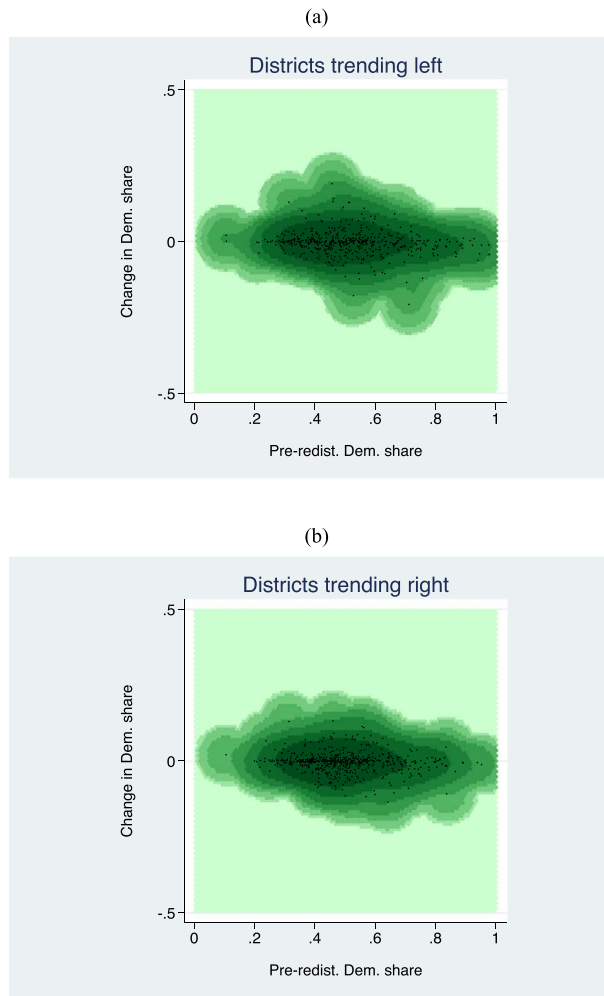 (a)
Districts trending left
Change in Dem. share
.5
0
-.5
0 .2 .4 .6 .8 1
Pre-redist. Dem. share
(b)
Districts trending right
Change in Dem. share
.5
0
-.5
0 .2 .4 .6 .8 1
Pre-redist. Dem. share